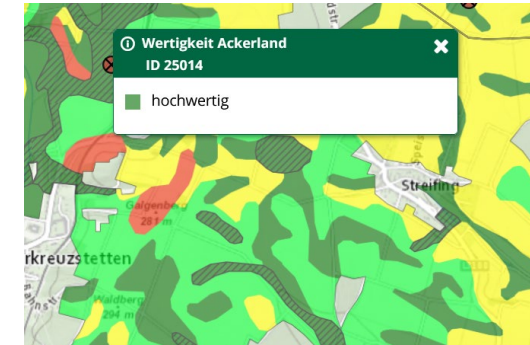 Wertigkeit Ackerland
ID 25014
hochwertig
Streifing
Galgenberg
281 m
rkreuzstetten
Waldberg
294 m